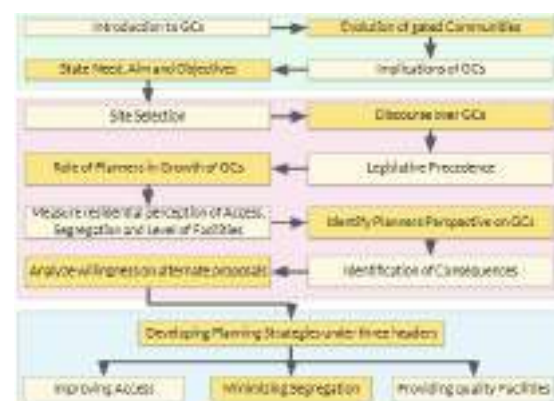 Introduction to GCs
Evolution of gated Communities
State Need, Aim and Objectives
Implications of GCs
Site Selection
Discourse over GCs
Role of Planners in Growth of GCs
Legislative Precedence
Measure residential perception of Access,
Segregation and Level of Facilities
Identify Planners Perspective on GCs
Analyze willingness on alternate proposals
Identification of Consequences
Developing Planning Strategies under three headers
Improving Access
Minimizing Segregation
Providing quality Facilities